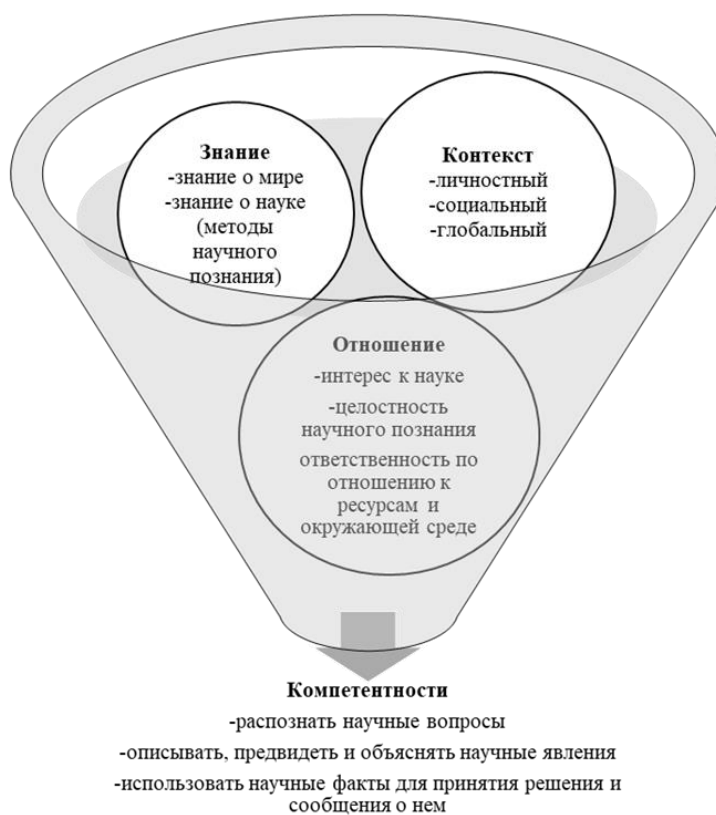 Знание
-знание о мире
-знание о науке
(методы
научного
познания)
Контекст
-личностный
-социальный
-глобальный
Отношение
-интерес к науке
-целостность
научного познания
ответственность по
отношению к
ресурсам и
окружающей среде
Компетентности
-распознать научные вопросы
-описывать, предвидеть и объяснять научные явления
-использовать научные факты для принятия решения и
сообщения о нем